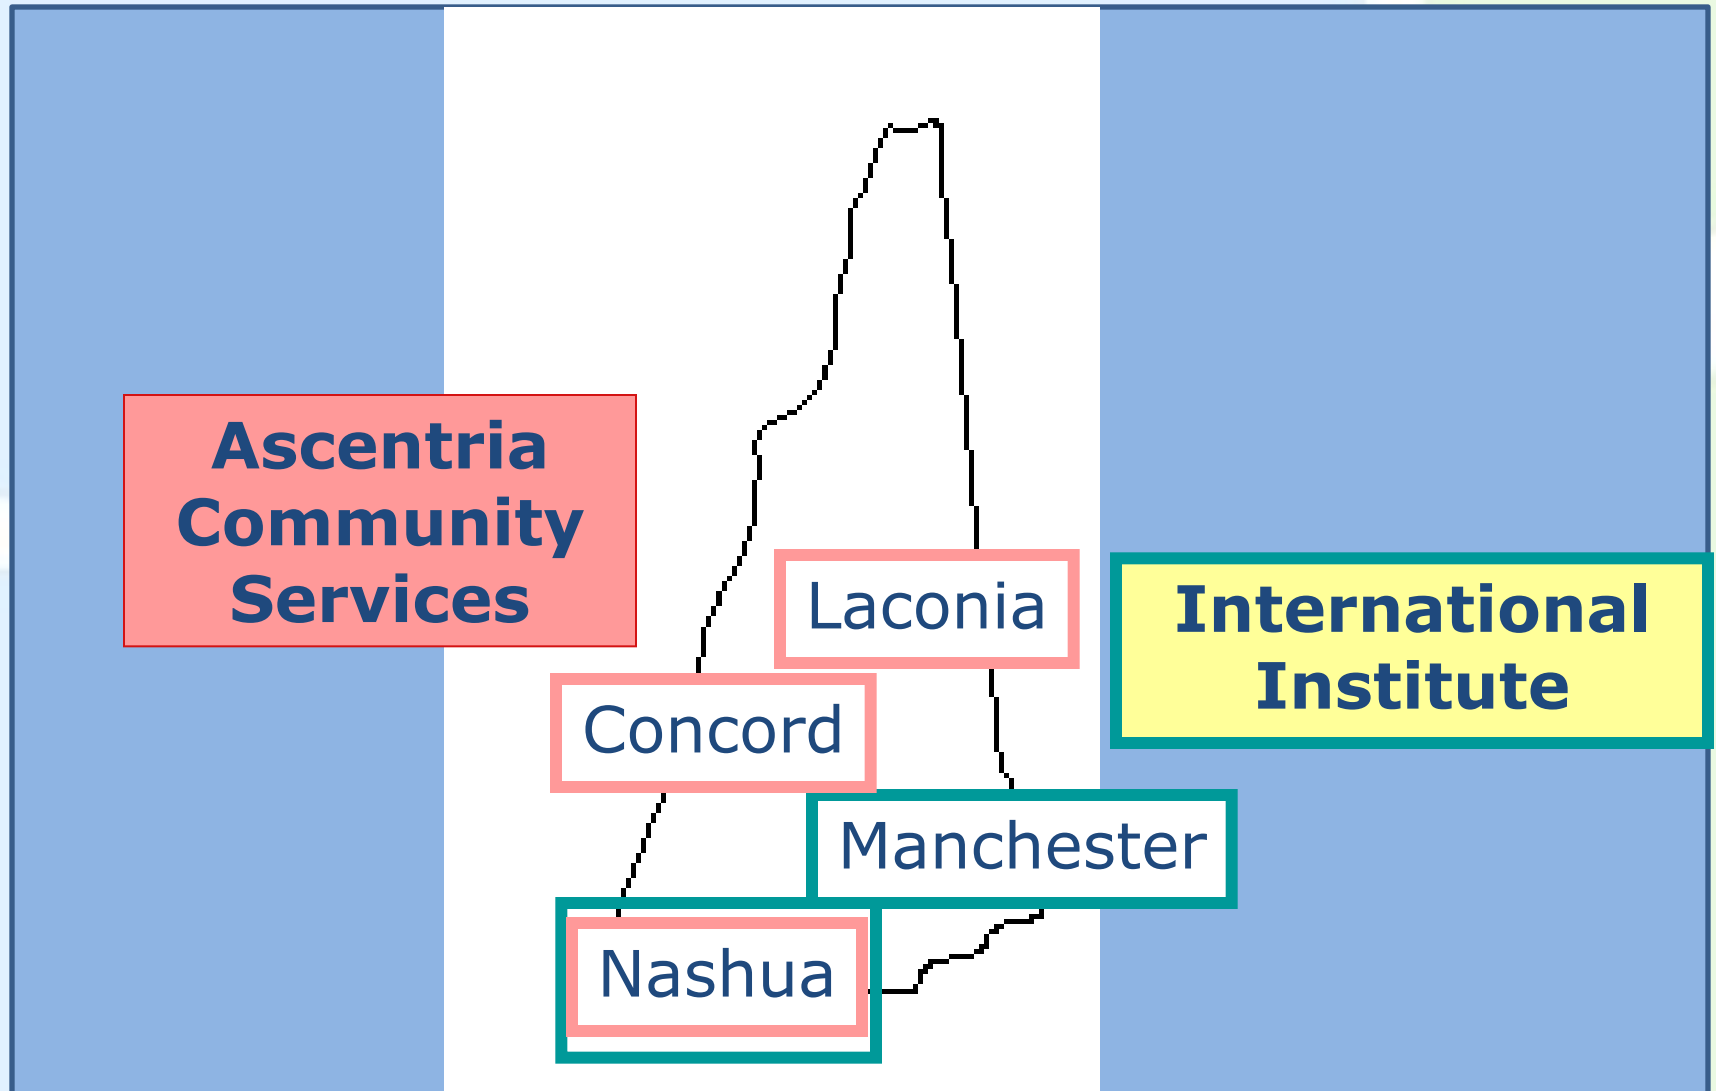 Ascentria
Community
Services
Laconia
International
Institute
Concord
Manchester
Nashua